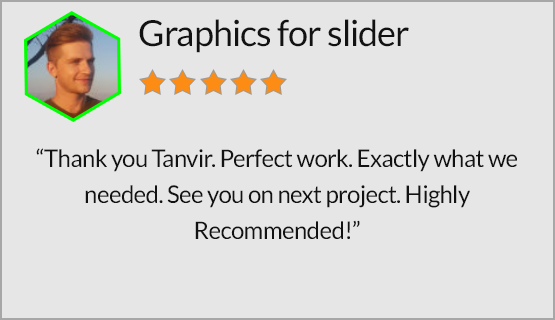 Graphics for slider
“Thank you Tanvir. Perfect work. Exactly what we
needed. See you on next project. Highly
Recommended!”